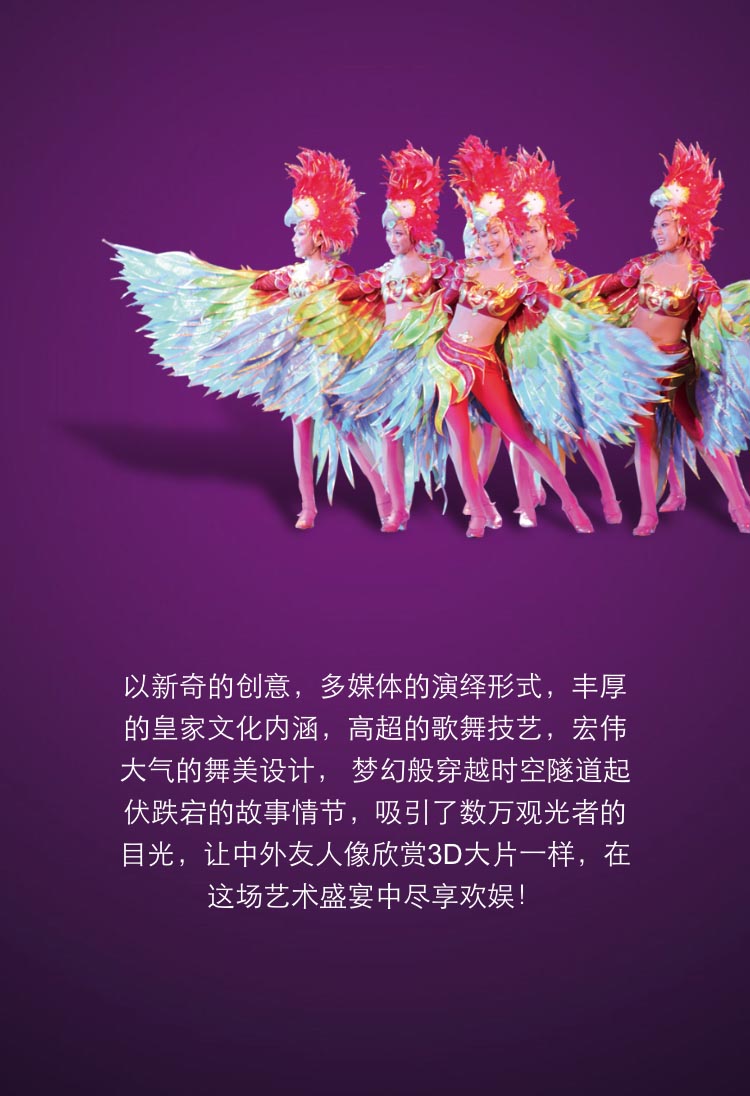 以新奇的创意，多媒体的演绎形式，丰厚
的皇家文化内涵，高超的歌舞技艺，宏伟
大气的舞美设计， 梦幻般穿越时空隧道起
伏跌宕的故事情节，吸引了数万观光者的
目光，让中外友人像欣赏3D大片一样，在
这场艺术盛宴中尽享欢娱！